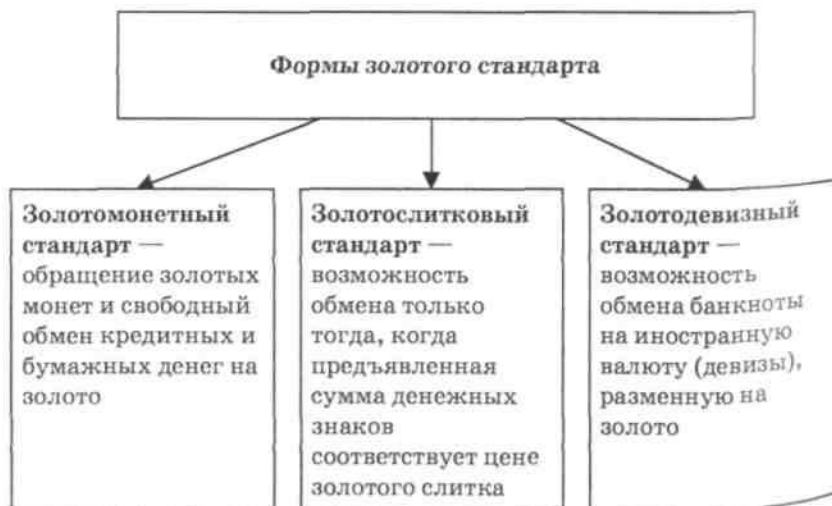 Формы золотого стандарта
Золотомонетный
стандарт —
обращение золотых
монет и свободный
обмен кредитных и
бумажных денег на
золото
Золотослитковый
стандарт —
возможность
обмена только
тогда, когда
предъявленная
сумма денежных
знаков
соответствует цене
золотого слитка
Золотодевизный
стандарт —
возможность
обмена банкноты
на иностранную
валюту (девизы),
разменную на
золото